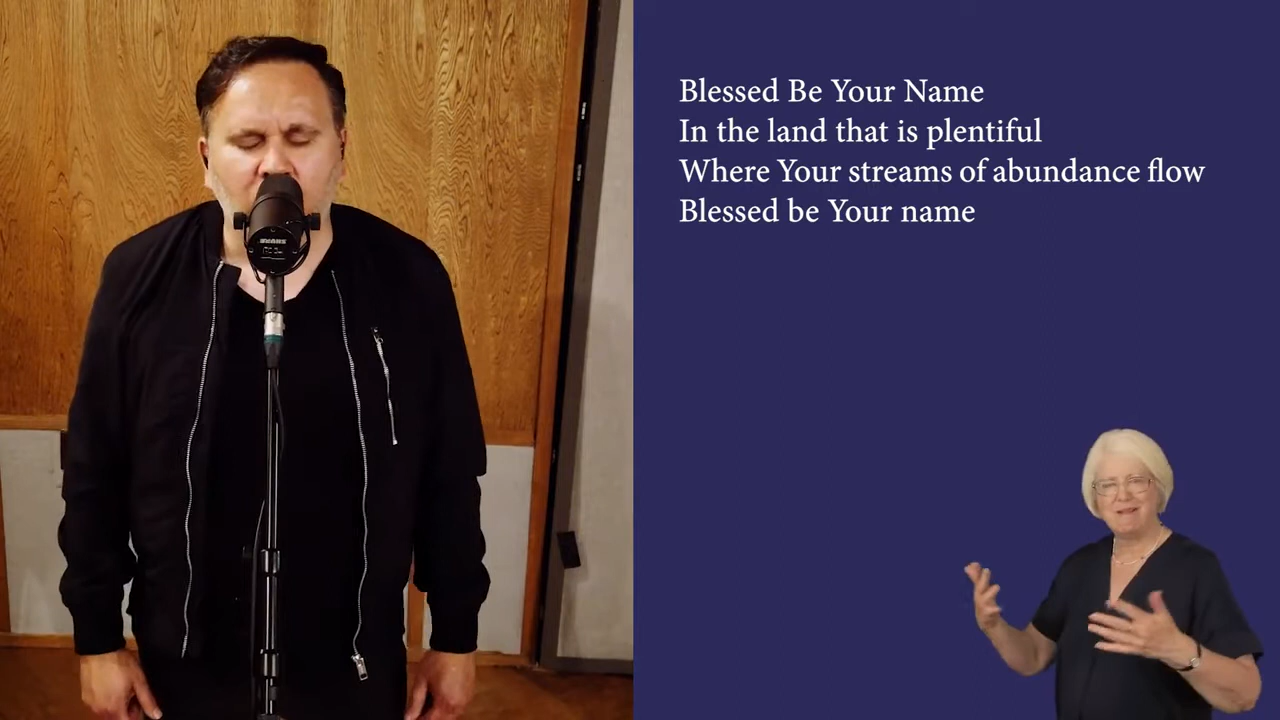 Blessed Be Your Name
In the land that is plentiful
Where Your streams of abundance flow
Blessed be Your name
SHURE